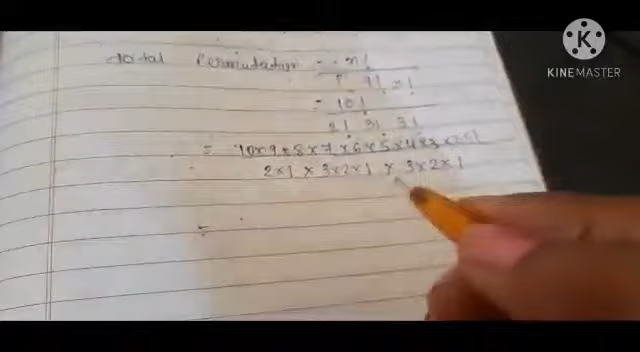 total Permutation = n!
p! q! r!
= 10!
2! 3! 3!
= 10×9×8×7×6×5×4×3×2×1
2×1 × 3×2×1 × 3×2×1
=
KINEMASTER